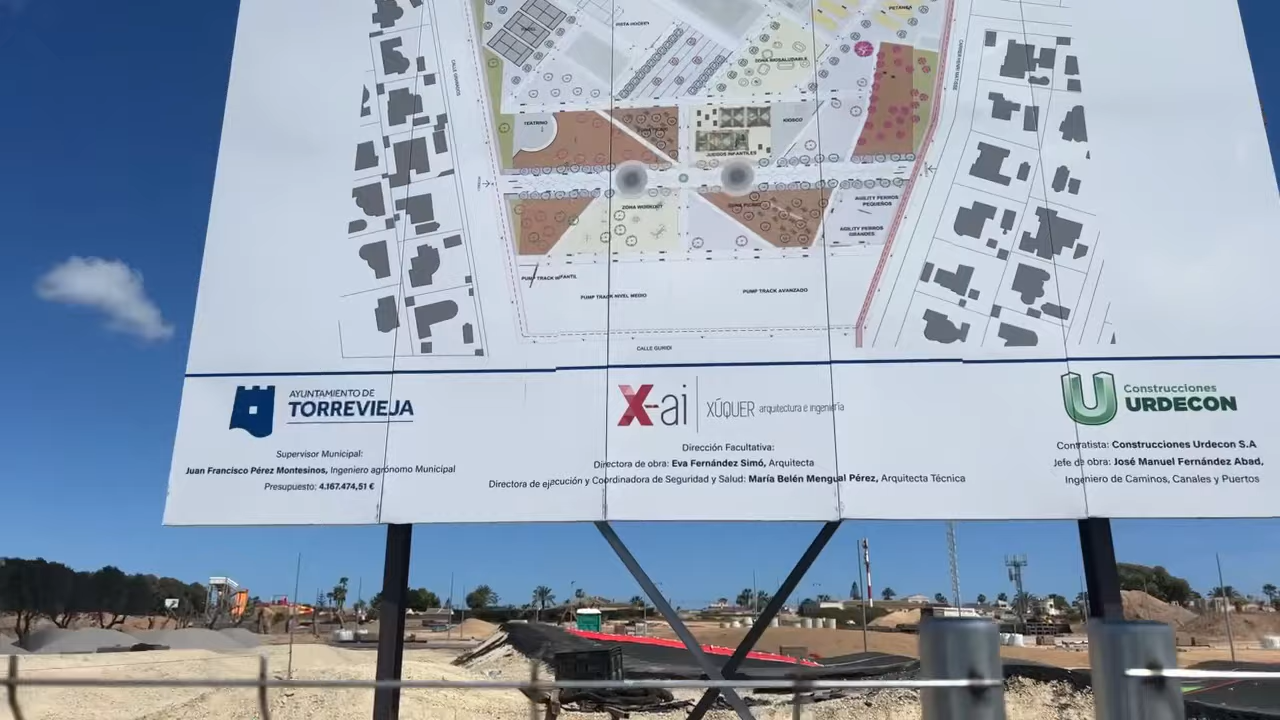 PISTA HOCKEY
PETANCA
PADEL
ZONA BIOSALUDABLE
TEATRINO
KIOSCO
JUEGOS INFANTILES
ZONA WORKOUT
AGILITY PERROS
PEQUEÑOS
AGILITY PERROS
GRANDES
PUMP TRACK INFANTIL
PUMP TRACK NIVEL MEDIO
PUMP TRACK AVANZADO
CALLE GURIDI
AYUNTAMIENTO DE
TORREVIEJA
Supervisor Municipal:
Juan Francisco Pérez Montesinos, Ingeniero agrónomo Municipal
Presupuesto: 4.167.474,51 €
X-ai XÚQUER arquitectura e ingeniería
Dirección Facultativa:
Directora de obra: Eva Fernández Simó, Arquitecta
Directora de ejecución y Coordinadora de Seguridad y Salud: María Belén Mengual Pérez, Arquitecta Técnica
Construcciones
URDECON
Contratista: Construcciones Urdecon S.A
Jefe de obra: José Manuel Fernández Abad,
Ingeniero de Caminos, Canales y Puertos